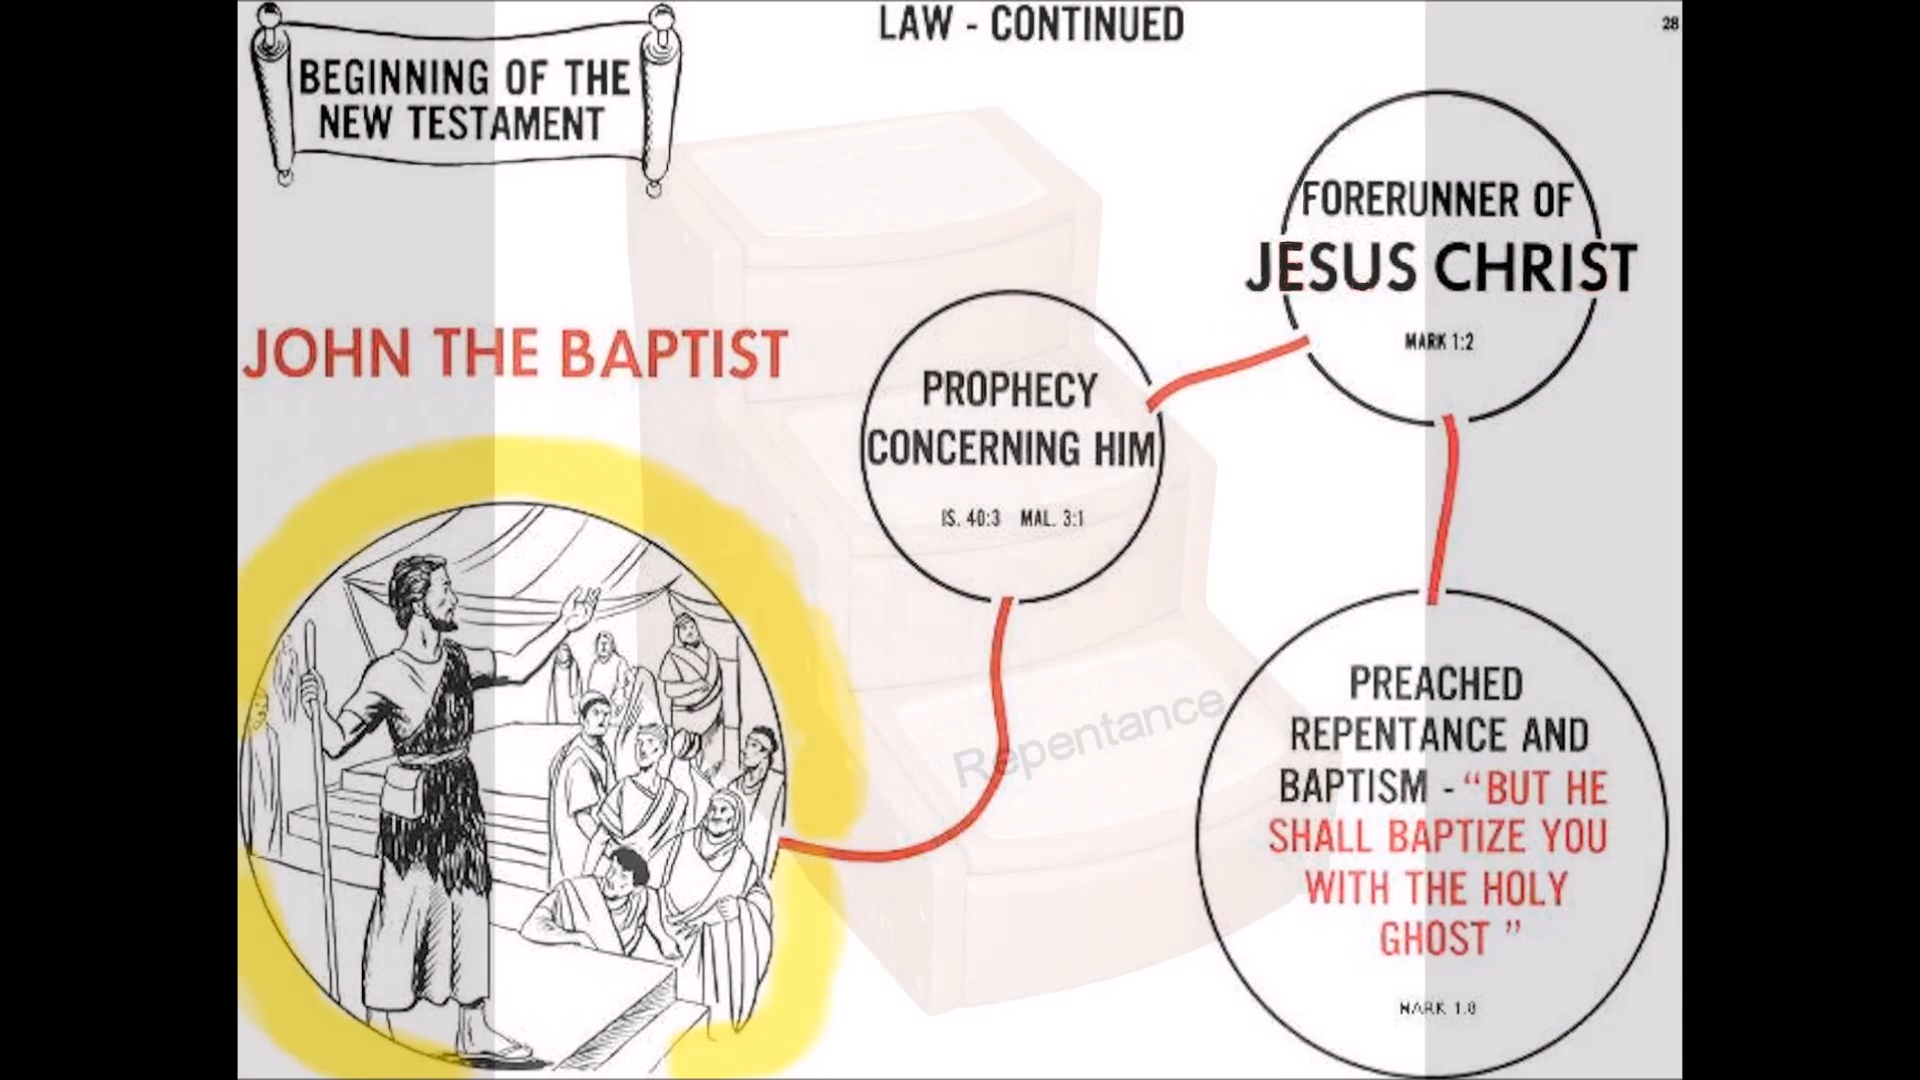 LAW - CONTINUED
28
BEGINNING OF THE
NEW TESTAMENT
JOHN THE BAPTIST
PROPHECY
CONCERNING HIM
IS. 40:3 MAL. 3:1
FORERUNNER OF
JESUS CHRIST
MARK 1:2
Repentance
PREACHED
REPENTANCE AND
BAPTISM - “BUT HE
SHALL BAPTIZE YOU
WITH THE HOLY
GHOST ”
MARK 1.8